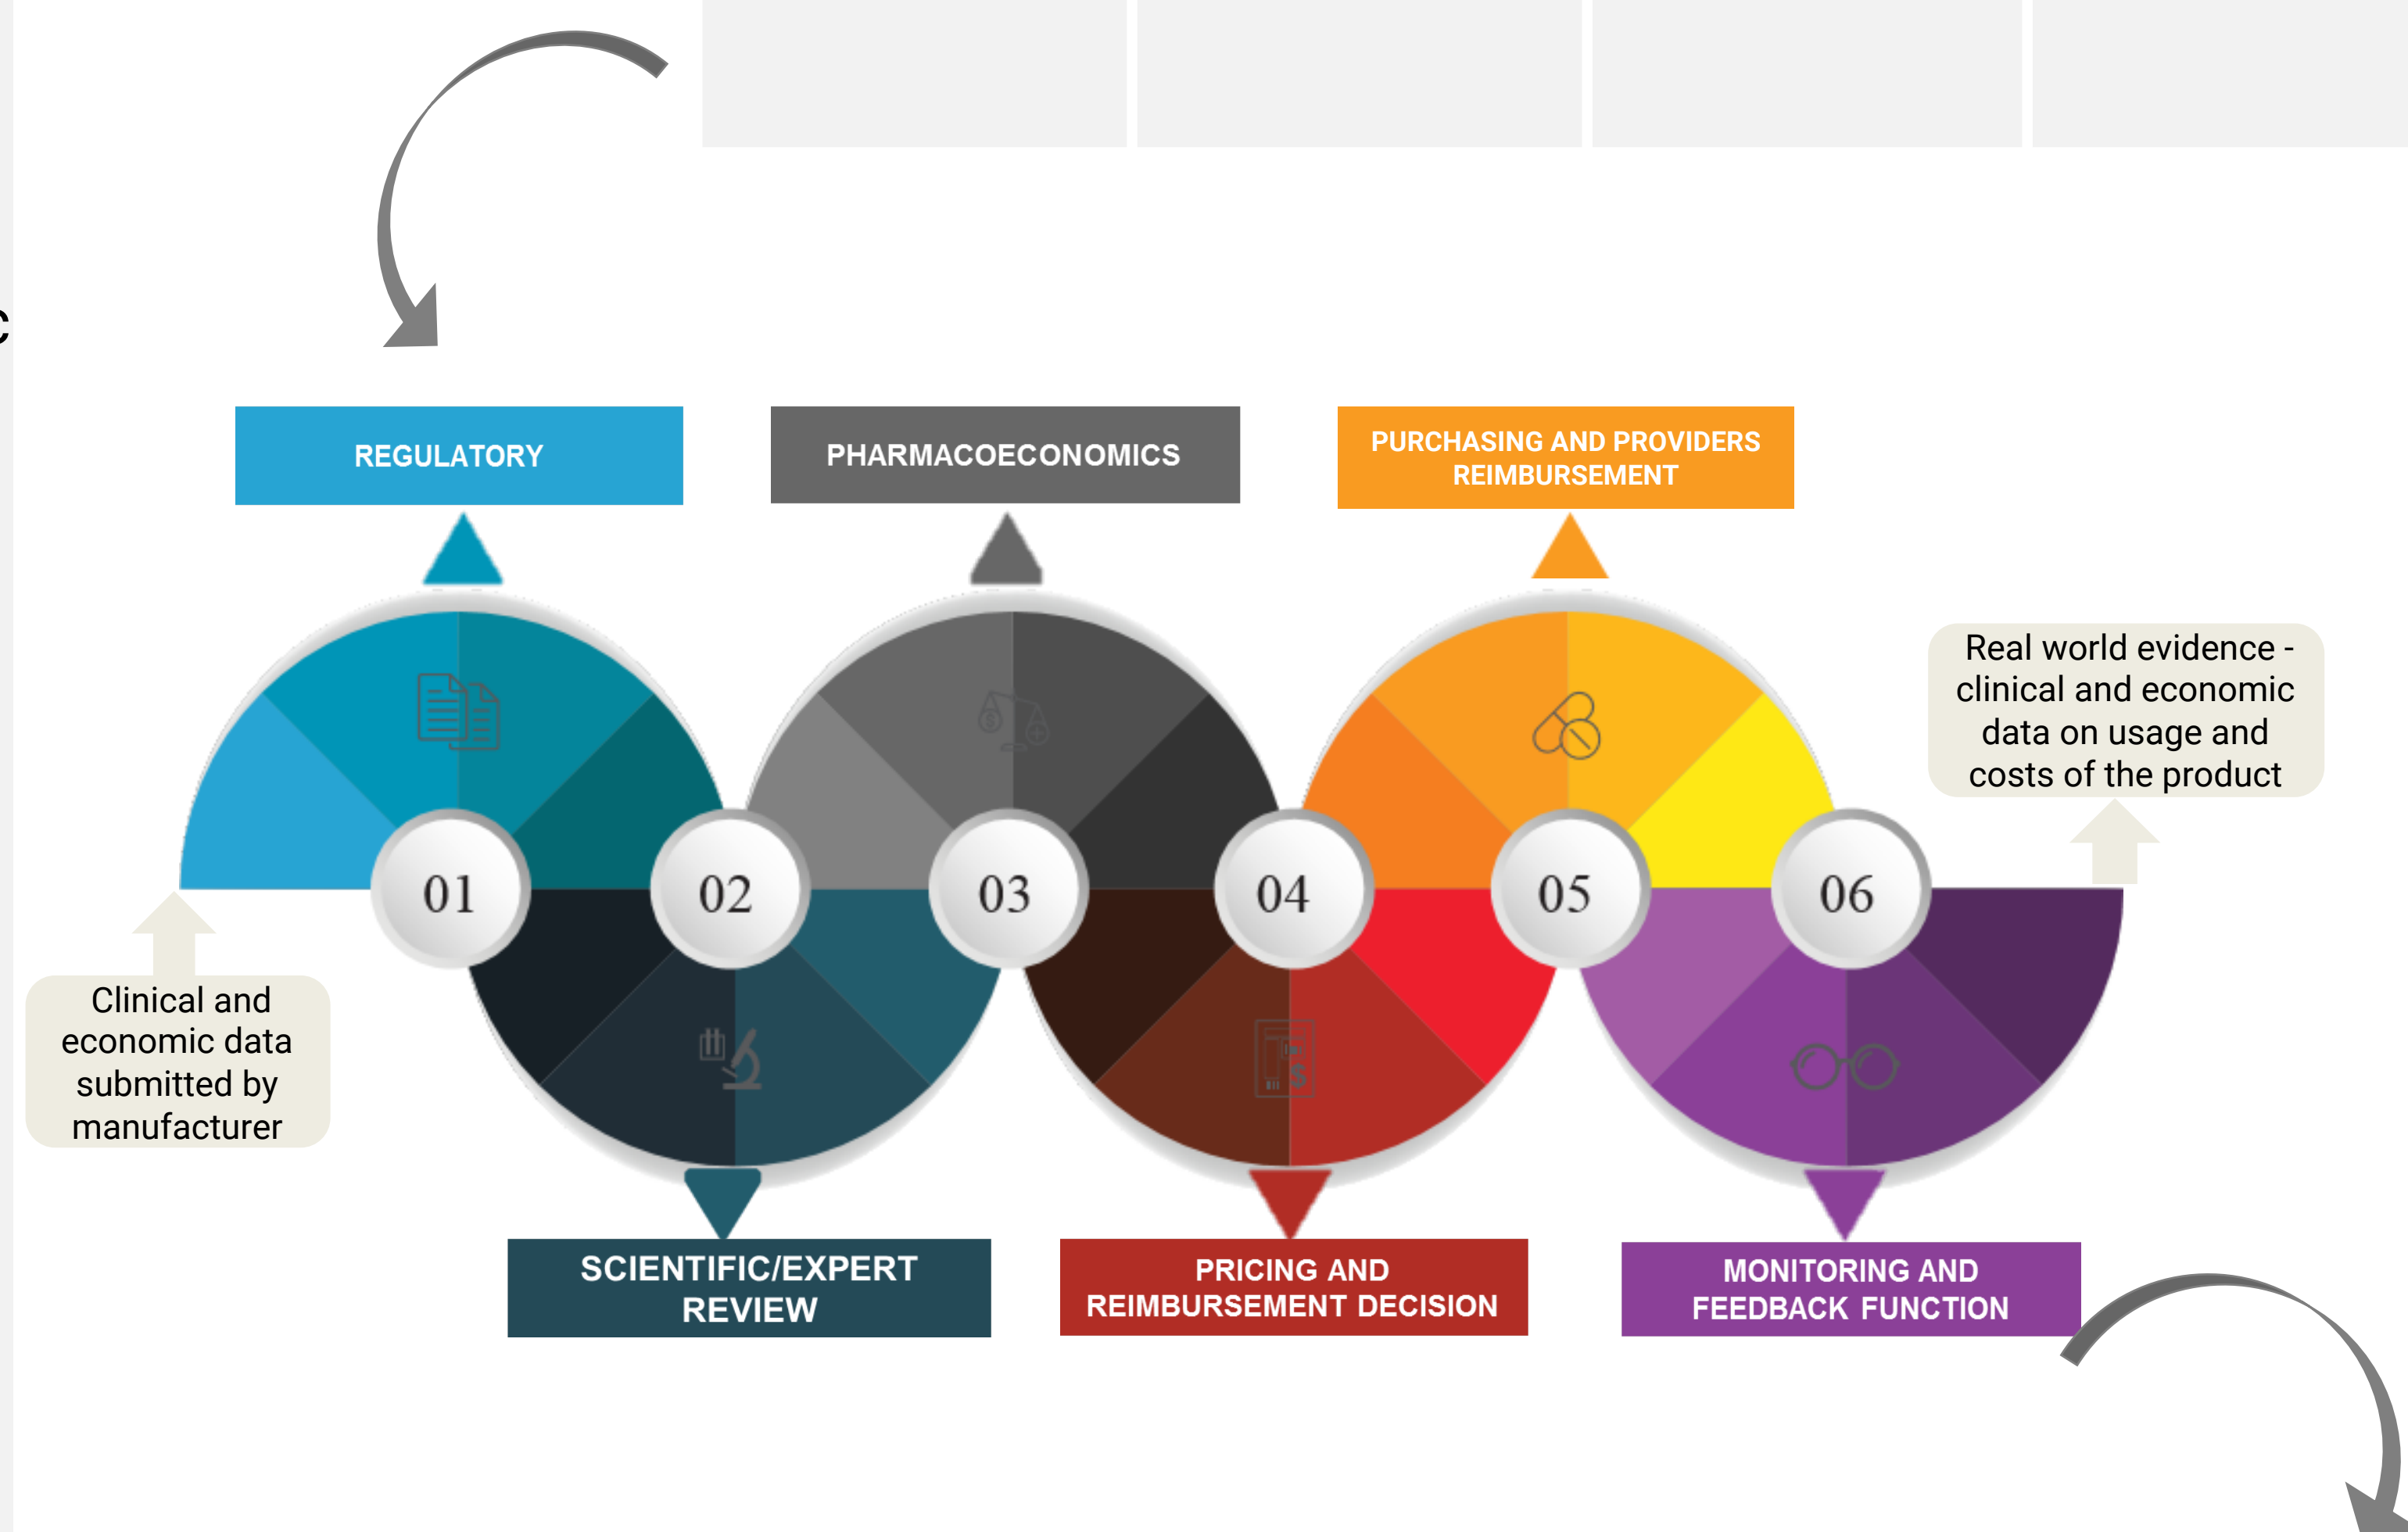 REGULATORY
PHARMACOECONOMICS
PURCHASING AND PROVIDERS
REIMBURSEMENT
Real world evidence -
clinical and economic
data on usage and
costs of the product
01
02
03
04
05
06
Clinical and
economic data
submitted by
manufacturer
SCIENTIFIC/EXPERT
REVIEW
PRICING AND
REIMBURSEMENT DECISION
MONITORING AND
FEEDBACK FUNCTION